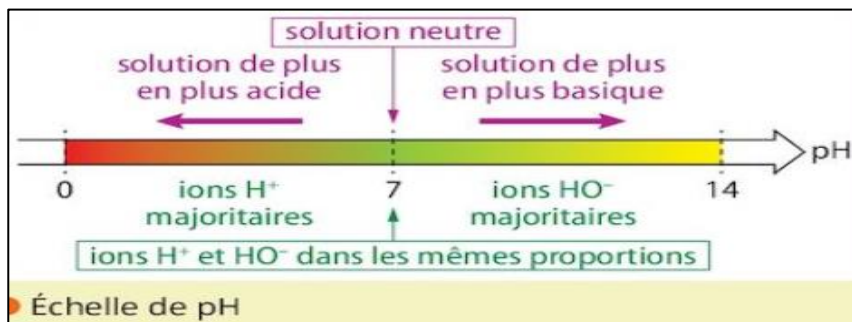 solution neutre
solution de plus
en plus acide
solution de plus
en plus basique
pH
0
7
14
ions H⁺
majoritaires
ions HO⁻
majoritaires
ions H⁺ et HO⁻ dans les mêmes proportions
Échelle de pH